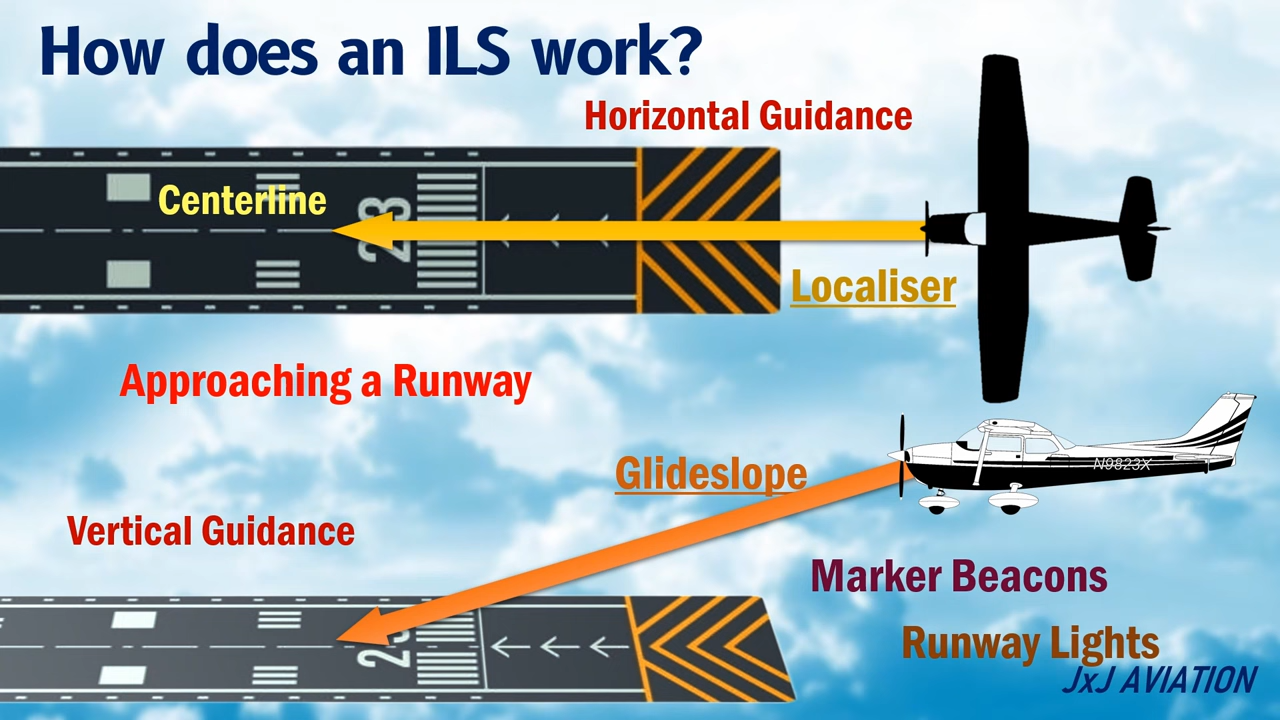 How does an ILS work?
Horizontal Guidance
Centerline
23
Localiser
Approaching a Runway
Glideslope
N9823X
Vertical Guidance
Marker Beacons
23
Runway Lights
JxJ AVIATION